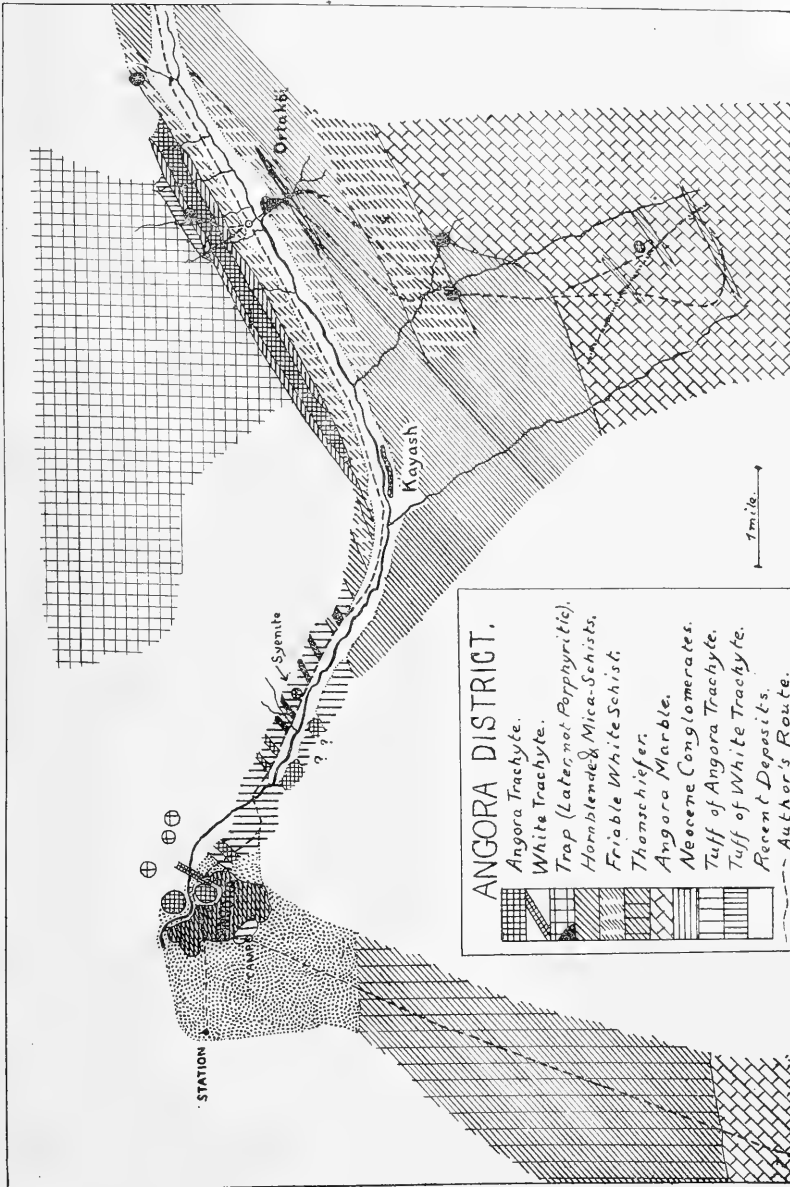 ANGORA DISTRICT.
Angora Trachyte.
White Trachyte.
Trap (Later, not Porphyritic).
Hornblende & Mica-Schists.
Friable White Schist.
Thonschiefer.
Angora Marble.
Neocene Conglomerates.
Tuff of Angora Trachyte.
Tuff of White Trachyte.
Recent Deposits.
Author's Route.
STATION
CAMP
Syenite
? ?
Kayash
Ortaköi
1 mile.